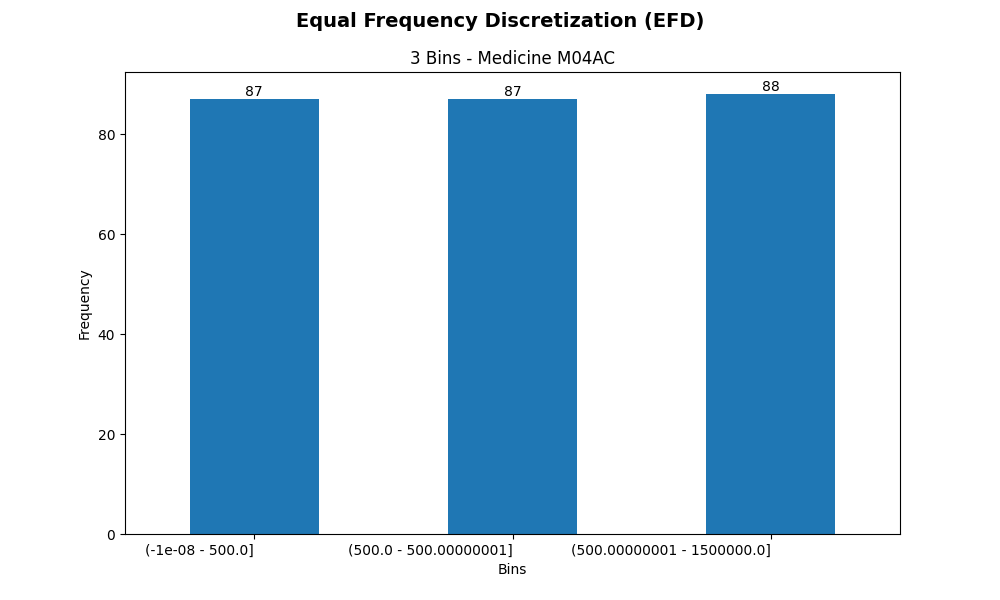 Equal Frequency Discretization (EFD)
3 Bins - Medicine M04AC
87
87
88
80
60
40
20
0
Frequency
(-1e-08 - 500.0]
(500.0 - 500.00000001]
(500.00000001 - 1500000.0]
Bins